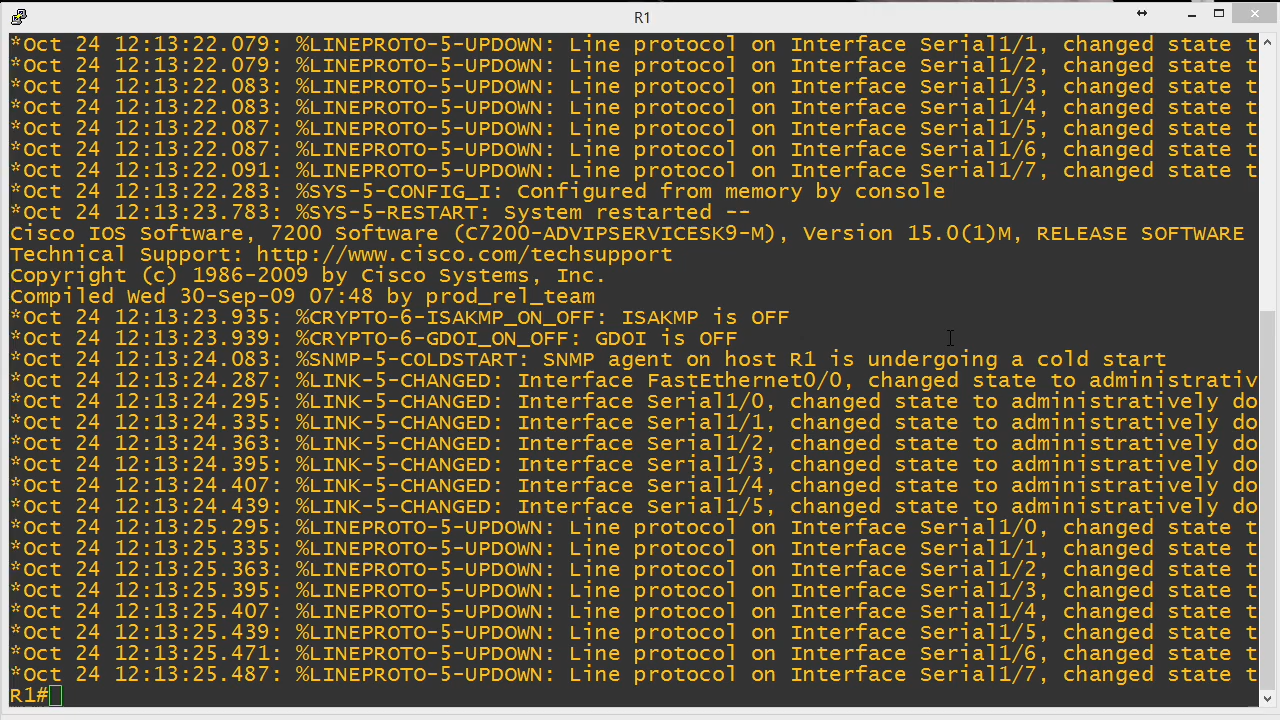 R1
*Oct 24 12:13:22.079: %LINEPROTO-5-UPDOWN: Line protocol on Interface Serial1/1, changed state t
*Oct 24 12:13:22.079: %LINEPROTO-5-UPDOWN: Line protocol on Interface Serial1/2, changed state t
*Oct 24 12:13:22.083: %LINEPROTO-5-UPDOWN: Line protocol on Interface Serial1/3, changed state t
*Oct 24 12:13:22.083: %LINEPROTO-5-UPDOWN: Line protocol on Interface Serial1/4, changed state t
*Oct 24 12:13:22.087: %LINEPROTO-5-UPDOWN: Line protocol on Interface Serial1/5, changed state t
*Oct 24 12:13:22.087: %LINEPROTO-5-UPDOWN: Line protocol on Interface Serial1/6, changed state t
*Oct 24 12:13:22.091: %LINEPROTO-5-UPDOWN: Line protocol on Interface Serial1/7, changed state t
*Oct 24 12:13:22.283: %SYS-5-CONFIG_I: Configured from memory by console
*Oct 24 12:13:23.783: %SYS-5-RESTART: System restarted --
Cisco IOS Software, 7200 Software (C7200-ADVIPSERVICESK9-M), Version 15.0(1)M, RELEASE SOFTWARE
Technical Support: http://www.cisco.com/techsupport
Copyright (c) 1986-2009 by Cisco Systems, Inc.
Compiled Wed 30-Sep-09 07:48 by prod_rel_team
*Oct 24 12:13:23.935: %CRYPTO-6-ISAKMP_ON_OFF: ISAKMP is OFF
*Oct 24 12:13:23.939: %CRYPTO-6-GDOI_ON_OFF: GDOI is OFF
*Oct 24 12:13:24.083: %SNMP-5-COLDSTART: SNMP agent on host R1 is undergoing a cold start
*Oct 24 12:13:24.287: %LINK-5-CHANGED: Interface FastEthernet0/0, changed state to administrativ
*Oct 24 12:13:24.295: %LINK-5-CHANGED: Interface Serial1/0, changed state to administratively do
*Oct 24 12:13:24.335: %LINK-5-CHANGED: Interface Serial1/1, changed state to administratively do
*Oct 24 12:13:24.363: %LINK-5-CHANGED: Interface Serial1/2, changed state to administratively do
*Oct 24 12:13:24.395: %LINK-5-CHANGED: Interface Serial1/3, changed state to administratively do
*Oct 24 12:13:24.407: %LINK-5-CHANGED: Interface Serial1/4, changed state to administratively do
*Oct 24 12:13:24.439: %LINK-5-CHANGED: Interface Serial1/5, changed state to administratively do
*Oct 24 12:13:25.295: %LINEPROTO-5-UPDOWN: Line protocol on Interface Serial1/0, changed state t
*Oct 24 12:13:25.335: %LINEPROTO-5-UPDOWN: Line protocol on Interface Serial1/1, changed state t
*Oct 24 12:13:25.363: %LINEPROTO-5-UPDOWN: Line protocol on Interface Serial1/2, changed state t
*Oct 24 12:13:25.395: %LINEPROTO-5-UPDOWN: Line protocol on Interface Serial1/3, changed state t
*Oct 24 12:13:25.407: %LINEPROTO-5-UPDOWN: Line protocol on Interface Serial1/4, changed state t
*Oct 24 12:13:25.439: %LINEPROTO-5-UPDOWN: Line protocol on Interface Serial1/5, changed state t
*Oct 24 12:13:25.471: %LINEPROTO-5-UPDOWN: Line protocol on Interface Serial1/6, changed state t
*Oct 24 12:13:25.487: %LINEPROTO-5-UPDOWN: Line protocol on Interface Serial1/7, changed state t
R1#